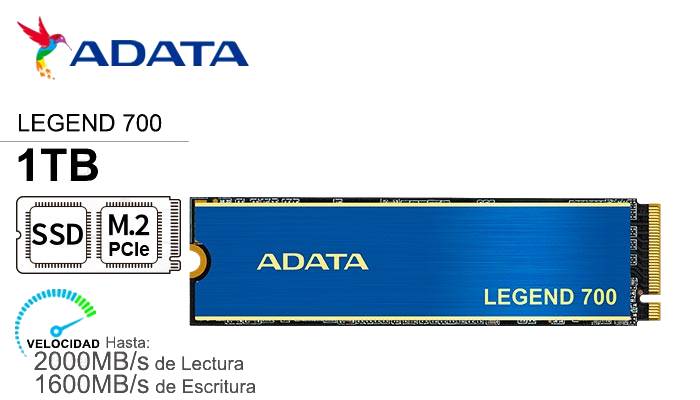 ADATA
LEGEND 700
1TB
SSD
M.2
PCIe
ADATA
LEGEND 700
VELOCIDAD Hasta:
2000MB/s de Lectura
1600MB/s de Escritura